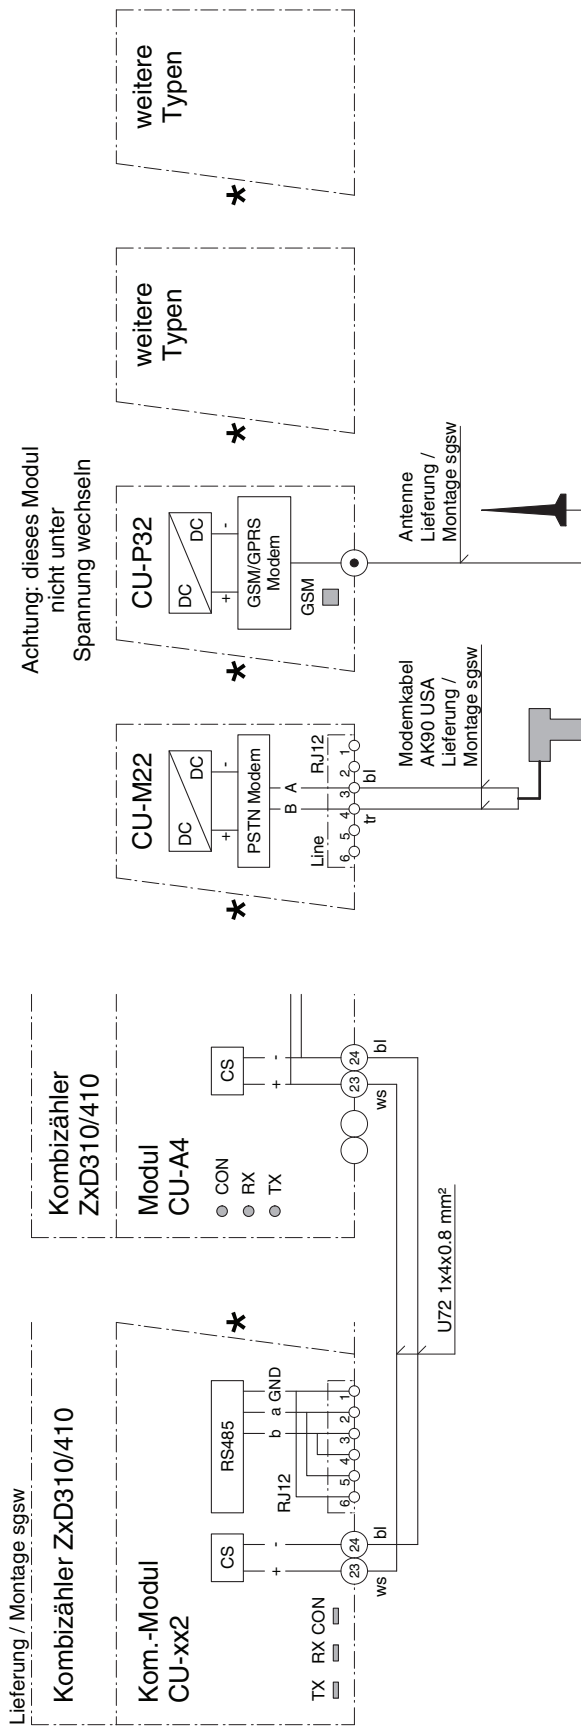 Lieferung / Montage sgsw
Kombizähler ZxD310/410
Kom.-Modul
CU-xx2
TX RX CON
CS
+ -
23 24
ws bl
RS485
b a GND
RJ12
6 5 4 3 2 1
*
U72 1x4x0.8 mm²
Kombizähler
ZxD310/410
Modul
CU-A4
CON
RX
TX
CS
+ -
23 24
ws bl
*
CU-M22
DC
DC
+ -
PSTN Modem
B A
Line RJ12
6 5 4 3 2 1
tr bl
Modemkabel
AK90 USA
Lieferung /
Montage sgsw
Achtung: dieses Modul
nicht unter
Spannung wechseln
*
CU-P32
DC
DC
+ -
GSM/GPRS
Modem
GSM
Antenne
Lieferung /
Montage sgsw
*
weitere
Typen
*
weitere
Typen